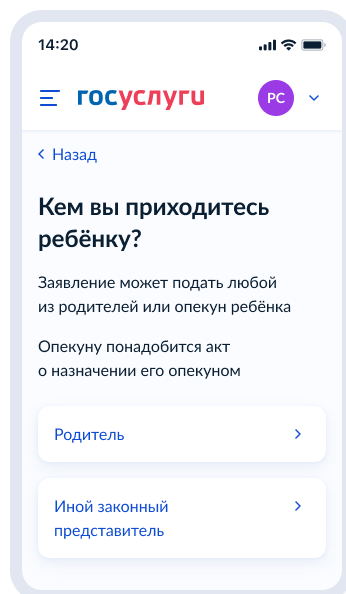 14:20
госуслуги
РС
Назад
Кем вы приходитесь
ребёнку?
Заявление может подать любой
из родителей или опекун ребёнка
Опекуну понадобится акт
о назначении его опекуном
Родитель
Иной законный
представитель